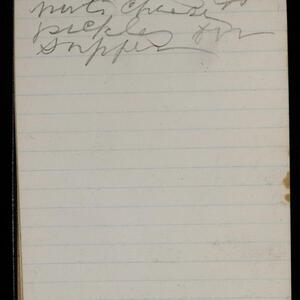 nuts cheese &
pickles for
supper